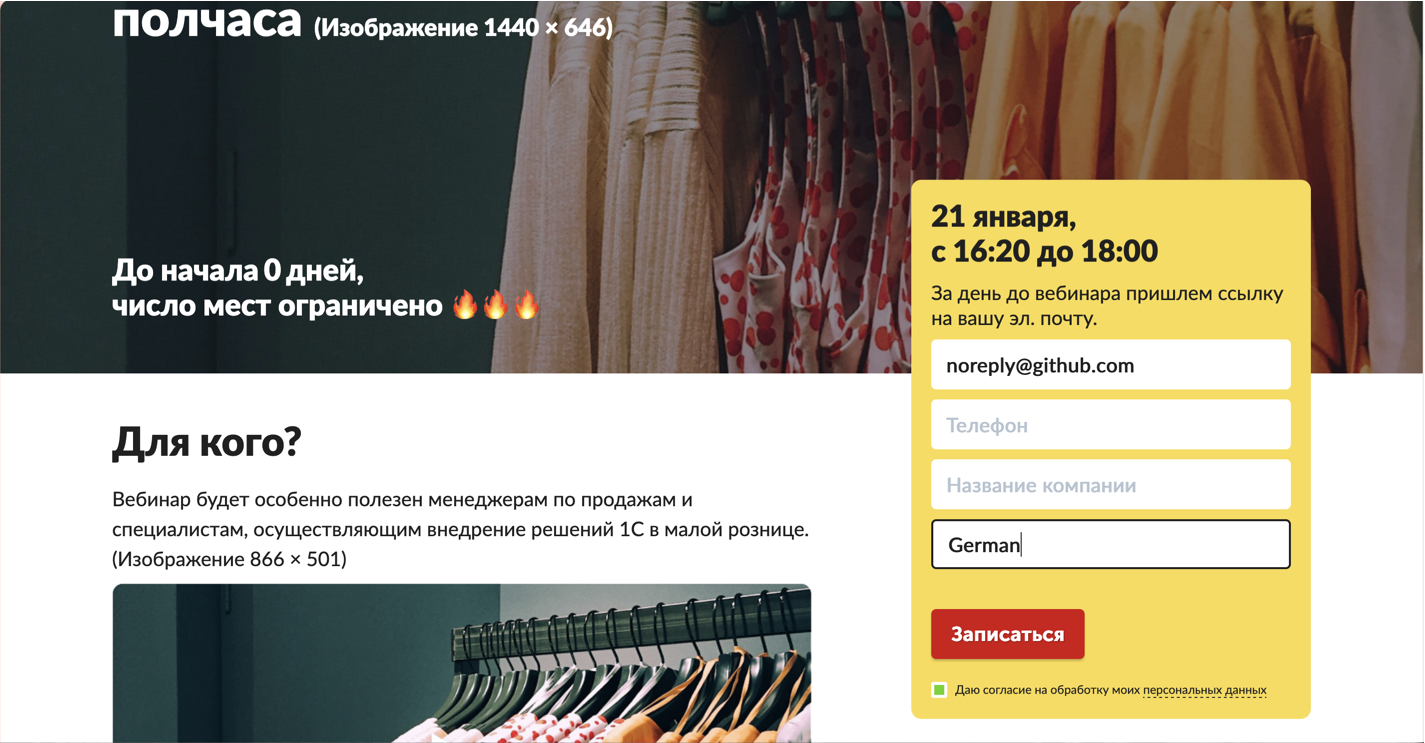 полчаса (Изображение 1440 × 646)
До начала 0 дней,
число мест ограничено 🔥🔥🔥
21 января,
с 16:20 до 18:00
За день до вебинара пришлем ссылку
на вашу эл. почту.
noreply@github.com
Телефон
Название компании
German
Записаться
Даю согласие на обработку моих персональных данных
Для кого?
Вебинар будет особенно полезен менеджерам по продажам и
специалистам, осуществляющим внедрение решений 1С в малой рознице.
(Изображение 866 × 501)